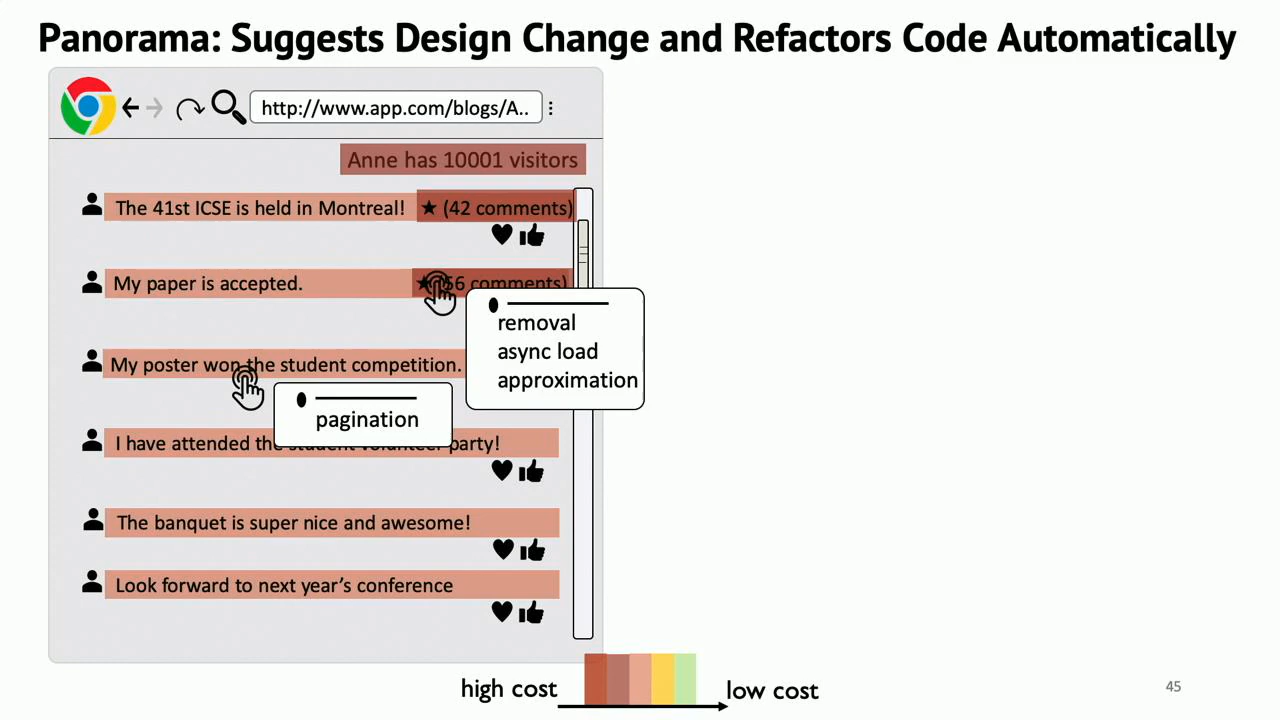 Panorama: Suggests Design Change and Refactors Code Automatically
http://www.app.com/blogs/A..
Anne has 10001 visitors
The 41st ICSE is held in Montreal! ★ (42 comments)
My paper is accepted. 56 comments)
removal
async load
approximation
My poster won the student competition.
pagination
I have attended the student volunteer party!
The banquet is super nice and awesome!
Look forward to next year's conference
high cost
low cost
45